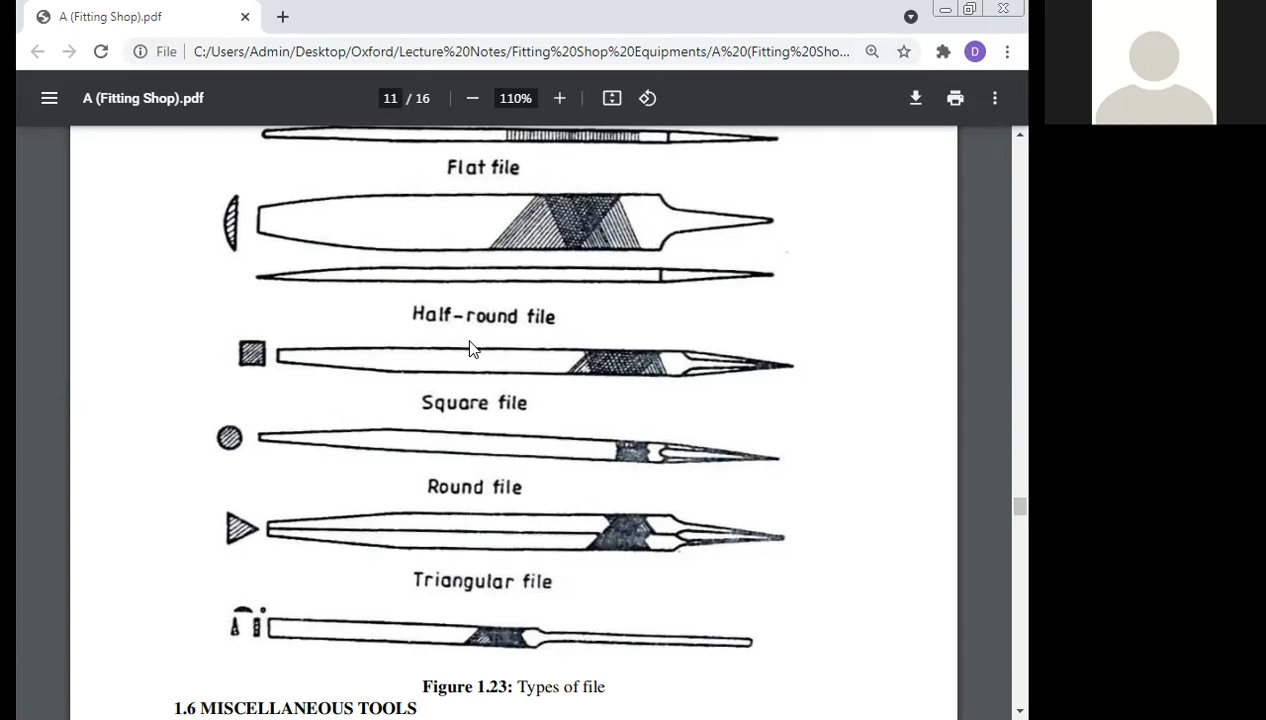 A (Fitting Shop).pdf
File C:/Users/Admin/Desktop/Oxford/Lecture%20Notes/Fitting%20Shop%20Equipments/A%20(Fitting%20Sho...
D
A (Fitting Shop).pdf
11 / 16
110%
Flat file
Half-round file
Square file
Round file
Triangular file
Figure 1.23: Types of file
1.6 MISCELLANEOUS TOOLS